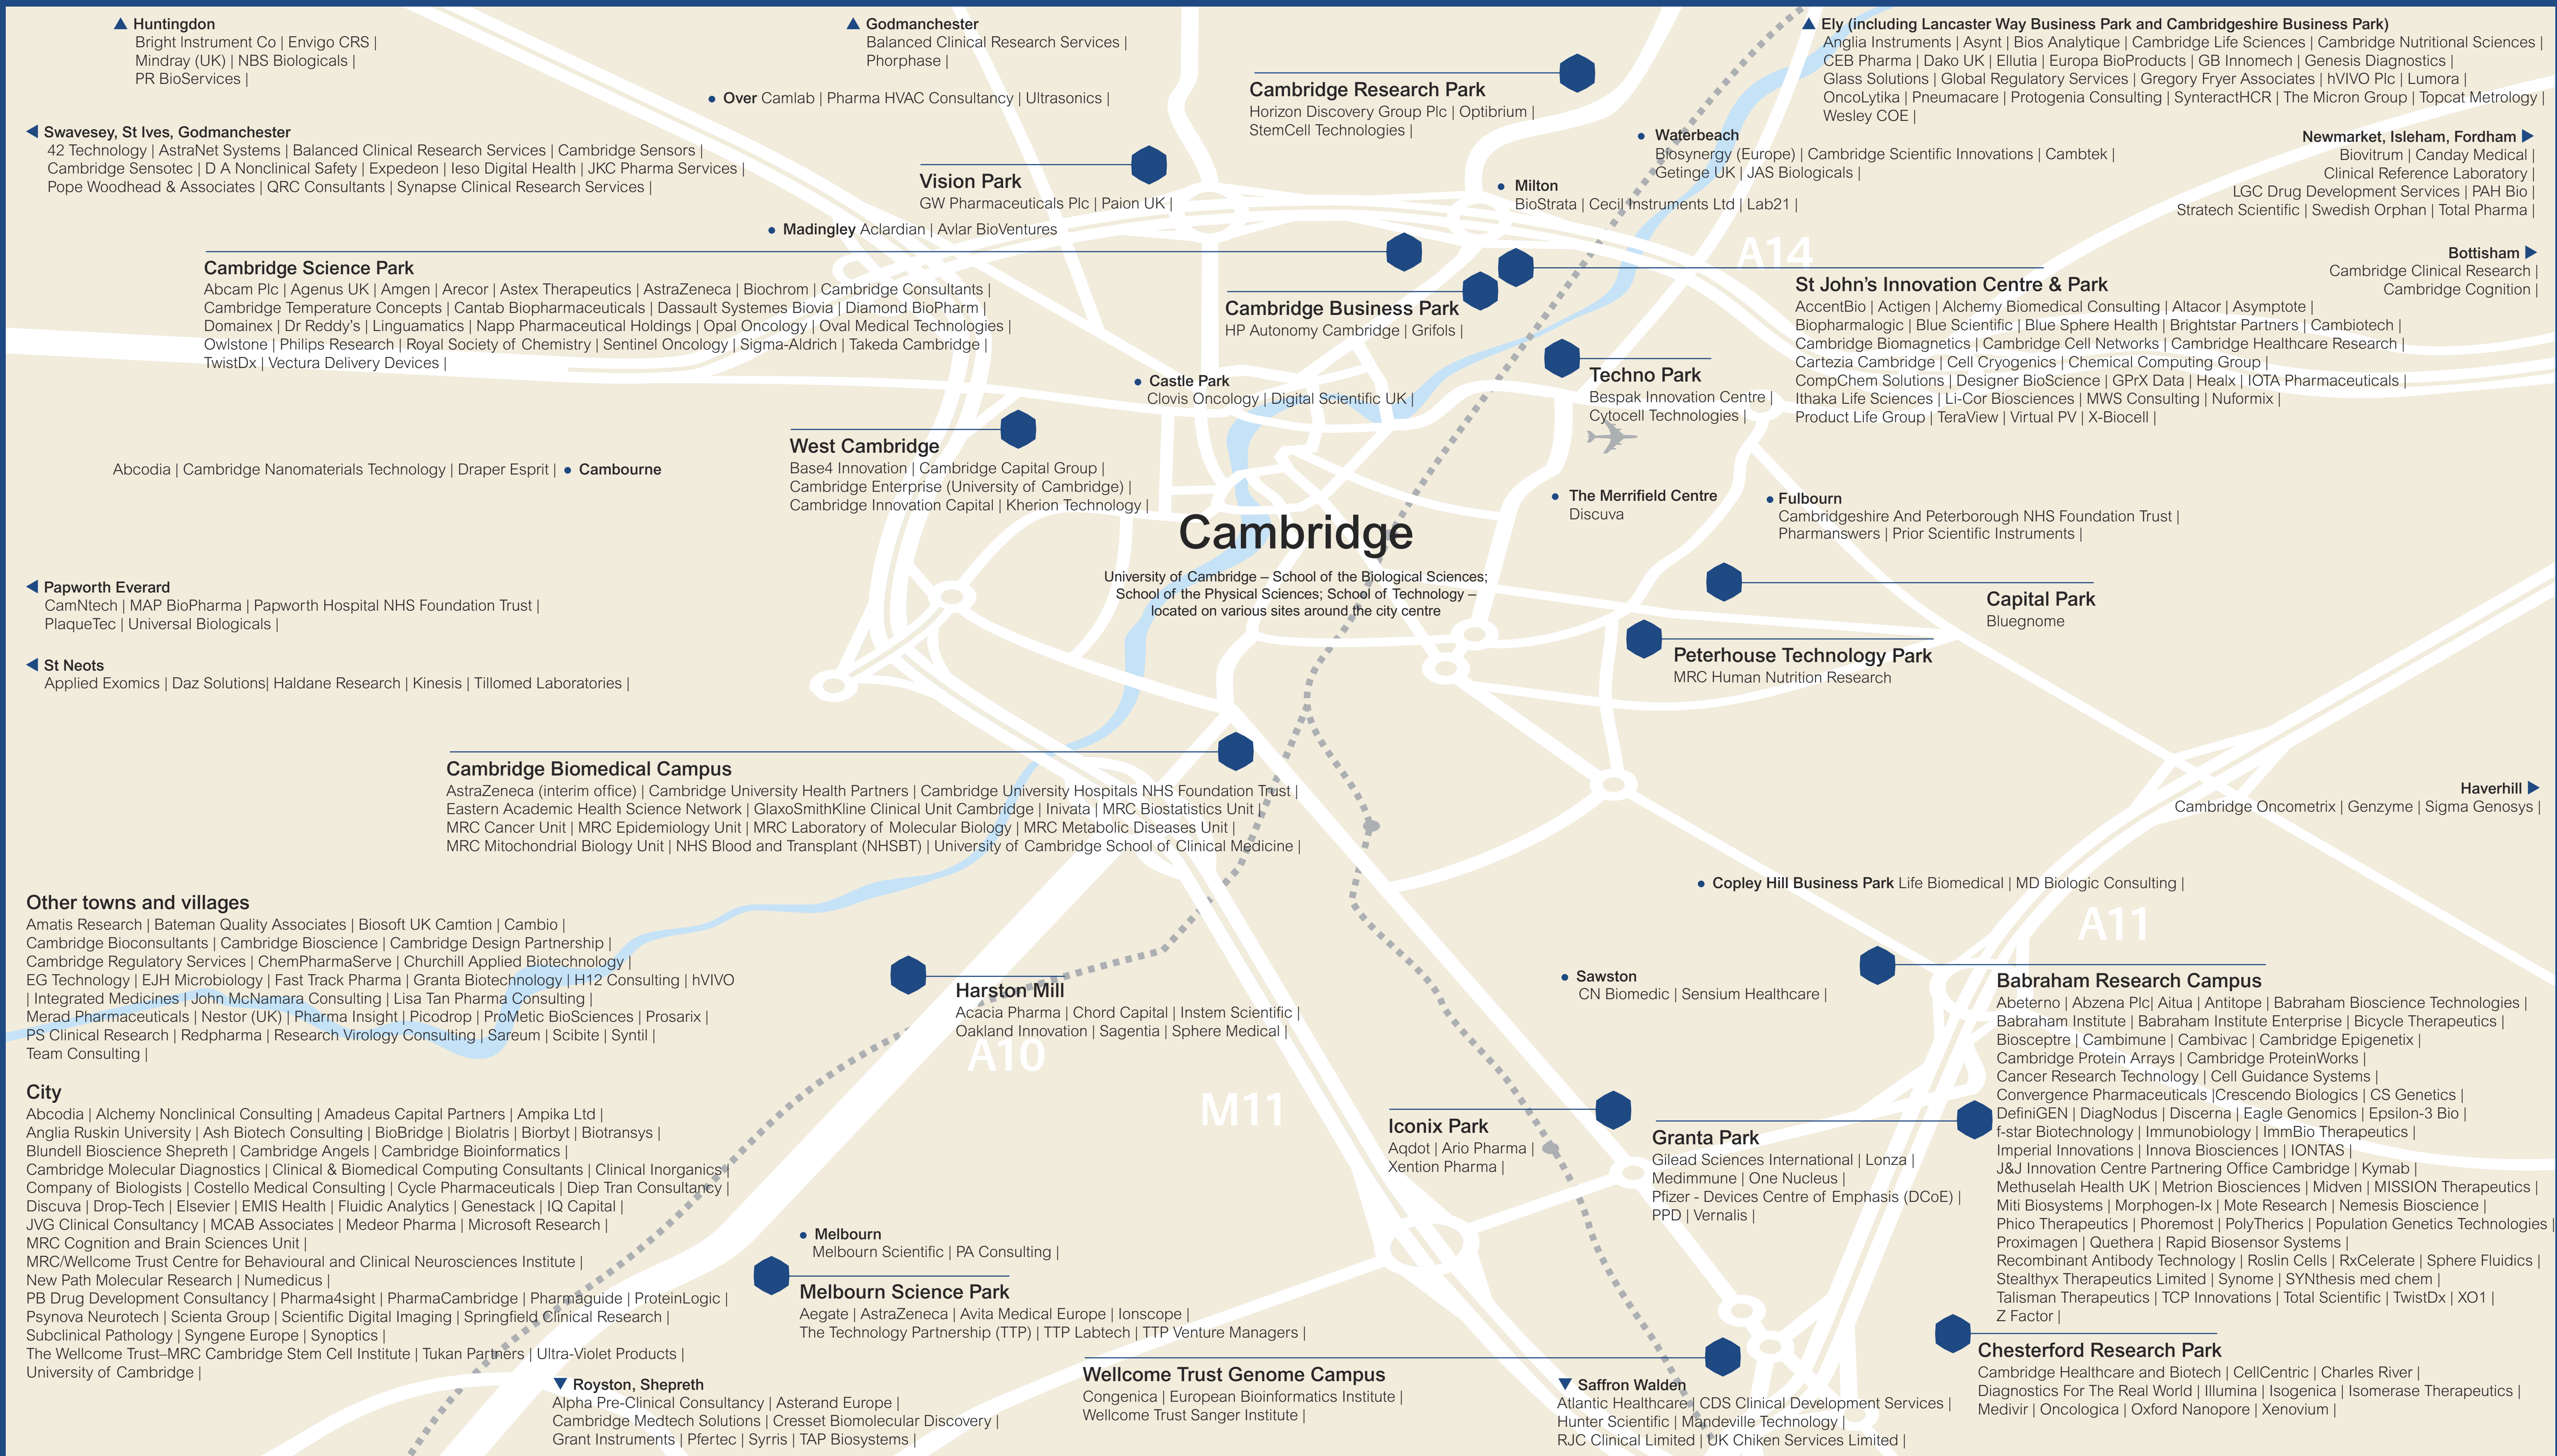 Huntingdon
Bright Instrument Co | Envigo CRS |
Mindray (UK) | NBS Biologicals |
PR BioServices |
Godmanchester
Balanced Clinical Research Services |
Phorphase |
Over Camlab | Pharma HVAC Consultancy | Ultrasonics |
Cambridge Research Park
Horizon Discovery Group Plc | Optibrium |
StemCell Technologies |
Ely (including Lancaster Way Business Park and Cambridgeshire Business Park)
Anglia Instruments | Asynt | Bios Analytique | Cambridge Life Sciences | Cambridge Nutritional Sciences |
CEB Pharma | Dako UK | Ellutia | Europa BioProducts | GB Innomech | Genesis Diagnostics |
Glass Solutions | Global Regulatory Services | Gregory Fryer Associates | hVIVO Plc | Lumora |
OncoLytika | Pneumacare | Protogenia Consulting | SynteractHCR | The Micron Group | Topcat Metrology |
Wesley COE |
Swavesey, St Ives, Godmanchester
42 Technology | AstraNet Systems | Balanced Clinical Research Services | Cambridge Sensors |
Cambridge Sensotec | D A Nonclinical Safety | Expedeon | Ieso Digital Health | JKC Pharma Services |
Pope Woodhead & Associates | QRC Consultants | Synapse Clinical Research Services |
Vision Park
GW Pharmaceuticals Plc | Paion UK |
Waterbeach
Biosynergy (Europe) | Cambridge Scientific Innovations | Cambtek |
Getinge UK | JAS Biologicals |
Milton
BioStrata | Cecil Instruments Ltd | Lab21 |
Newmarket, Isleham, Fordham
Biovitrum | Canday Medical |
Clinical Reference Laboratory |
LGC Drug Development Services | PAH Bio |
Stratech Scientific | Swedish Orphan | Total Pharma |
Madingley Aclardian | Avlar BioVentures
A14
Bottisham
Cambridge Clinical Research |
Cambridge Cognition |
Cambridge Science Park
Abcam Plc | Agenus UK | Amgen | Arecor | Astex Therapeutics | AstraZeneca | Biochrom | Cambridge Consultants |
Cambridge Temperature Concepts | Cantab Biopharmaceuticals | Dassault Systemes Biovia | Diamond BioPharm |
Domainex | Dr Reddy's | Linguamatics | Napp Pharmaceutical Holdings | Opal Oncology | Oval Medical Technologies |
Owlstone | Philips Research | Royal Society of Chemistry | Sentinel Oncology | Sigma-Aldrich | Takeda Cambridge |
TwistDx | Vectura Delivery Devices |
Cambridge Business Park
HP Autonomy Cambridge | Grifols |
St John's Innovation Centre & Park
AccentBio | Actigen | Alchemy Biomedical Consulting | Altacor | Asymptote |
Biopharmalogic | Blue Scientific | Blue Sphere Health | Brightstar Partners | Cambiotech |
Cambridge Biomagnetics | Cambridge Cell Networks | Cambridge Healthcare Research |
Cartezia Cambridge | Cell Cryogenics | Chemical Computing Group |
CompChem Solutions | Designer BioScience | GPrX Data | Healx | IOTA Pharmaceuticals |
Ithaka Life Sciences | Li-Cor Biosciences | MWS Consulting | Nuformix |
Product Life Group | TeraView | Virtual PV | X-Biocell |
Techno Park
Bespak Innovation Centre |
Cytocell Technologies |
Castle Park
Clovis Oncology | Digital Scientific UK |
West Cambridge
Base4 Innovation | Cambridge Capital Group |
Cambridge Enterprise (University of Cambridge) |
Cambridge Innovation Capital | Kherion Technology |
Abcodia | Cambridge Nanomaterials Technology | Draper Esprit | Cambourne
The Merrifield Centre
Discuva
Fulbourn
Cambridgeshire And Peterborough NHS Foundation Trust |
Pharmanswers | Prior Scientific Instruments |
Cambridge
University of Cambridge – School of the Biological Sciences;
School of the Physical Sciences; School of Technology –
located on various sites around the city centre
Papworth Everard
CamNtech | MAP BioPharma | Papworth Hospital NHS Foundation Trust |
PlaqueTec | Universal Biologicals |
Capital Park
Bluegnome
Peterhouse Technology Park
MRC Human Nutrition Research
St Neots
Applied Exomics | Daz Solutions| Haldane Research | Kinesis | Tillomed Laboratories |
Cambridge Biomedical Campus
AstraZeneca (interim office) | Cambridge University Health Partners | Cambridge University Hospitals NHS Foundation Trust |
Eastern Academic Health Science Network | GlaxoSmithKline Clinical Unit Cambridge | Inivata | MRC Biostatistics Unit |
MRC Cancer Unit | MRC Epidemiology Unit | MRC Laboratory of Molecular Biology | MRC Metabolic Diseases Unit |
MRC Mitochondrial Biology Unit | NHS Blood and Transplant (NHSBT) | University of Cambridge School of Clinical Medicine |
Haverhill
Cambridge Oncometrix | Genzyme | Sigma Genosys |
Copley Hill Business Park Life Biomedical | MD Biologic Consulting |
A11
Other towns and villages
Amatis Research | Bateman Quality Associates | Biosoft UK Camtion | Cambio |
Cambridge Bioconsultants | Cambridge Bioscience | Cambridge Design Partnership |
Cambridge Regulatory Services | ChemPharmaServe | Churchill Applied Biotechnology |
EG Technology | EJH Microbiology | Fast Track Pharma | Granta Biotechnology | H12 Consulting | hVIVO
| Integrated Medicines | John McNamara Consulting | Lisa Tan Pharma Consulting |
Merad Pharmaceuticals | Nestor (UK) | Pharma Insight | Picodrop | ProMetic BioSciences | Prosarix |
PS Clinical Research | Redpharma | Research Virology Consulting | Sareum | Scibite | Syntil |
Team Consulting |
Harston Mill
Acacia Pharma | Chord Capital | Instem Scientific |
Oakland Innovation | Sagentia | Sphere Medical |
A10
M11
Sawston
CN Biomedic | Sensium Healthcare |
Babraham Research Campus
Abeterno | Abzena Plc| Aitua | Antitope | Babraham Bioscience Technologies |
Babraham Institute | Babraham Institute Enterprise | Bicycle Therapeutics |
Biosceptre | Cambimune | Cambivac | Cambridge Epigenetix |
Cambridge Protein Arrays | Cambridge ProteinWorks |
Cancer Research Technology | Cell Guidance Systems |
Convergence Pharmaceuticals |Crescendo Biologics | CS Genetics |
DefiniGEN | DiagNodus | Discerna | Eagle Genomics | Epsilon-3 Bio |
f-star Biotechnology | Immunobiology | ImmBio Therapeutics |
Imperial Innovations | Innova Biosciences | IONTAS |
J&J Innovation Centre Partnering Office Cambridge | Kymab |
Methuselah Health UK | Metrion Biosciences | Midven | MISSION Therapeutics |
Miti Biosystems | Morphogen-Ix | Mote Research | Nemesis Bioscience |
Phico Therapeutics | Phoremost | PolyTherics | Population Genetics Technologies |
Proximagen | Quethera | Rapid Biosensor Systems |
Recombinant Antibody Technology | Roslin Cells | RxCelerate | Sphere Fluidics |
Stealthyx Therapeutics Limited | Synome | SYNthesis med chem |
Talisman Therapeutics | TCP Innovations | Total Scientific | TwistDx | XO1 |
Z Factor |
City
Abcodia | Alchemy Nonclinical Consulting | Amadeus Capital Partners | Ampika Ltd |
Anglia Ruskin University | Ash Biotech Consulting | BioBridge | Biolatris | Biorbyt | Biotransys |
Blundell Bioscience Shepreth | Cambridge Angels | Cambridge Bioinformatics |
Cambridge Molecular Diagnostics | Clinical & Biomedical Computing Consultants | Clinical Inorganics |
Company of Biologists | Costello Medical Consulting | Cycle Pharmaceuticals | Diep Tran Consultancy |
Discuva | Drop-Tech | Elsevier | EMIS Health | Fluidic Analytics | Genestack | IQ Capital |
JVG Clinical Consultancy | MCAB Associates | Medeor Pharma | Microsoft Research |
MRC Cognition and Brain Sciences Unit |
MRC/Wellcome Trust Centre for Behavioural and Clinical Neurosciences Institute |
New Path Molecular Research | Numedicus |
PB Drug Development Consultancy | Pharma4sight | PharmaCambridge | Pharmaguide | ProteinLogic |
Psynova Neurotech | Scienta Group | Scientific Digital Imaging | Springfield Clinical Research |
Subclinical Pathology | Syngene Europe | Synoptics |
The Wellcome Trust–MRC Cambridge Stem Cell Institute | Tukan Partners | Ultra-Violet Products |
University of Cambridge |
Iconix Park
Aqdot | Ario Pharma |
Xention Pharma |
Granta Park
Gilead Sciences International | Lonza |
Medimmune | One Nucleus |
Pfizer - Devices Centre of Emphasis (DCoE) |
PPD | Vernalis |
Melbourn
Melbourn Scientific | PA Consulting |
Melbourn Science Park
Aegate | AstraZeneca | Avita Medical Europe | Ionscope |
The Technology Partnership (TTP) | TTP Labtech | TTP Venture Managers |
Royston, Shepreth
Alpha Pre-Clinical Consultancy | Asterand Europe |
Cambridge Medtech Solutions | Cresset Biomolecular Discovery |
Grant Instruments | Pfertec | Syrris | TAP Biosystems |
Wellcome Trust Genome Campus
Congenica | European Bioinformatics Institute |
Wellcome Trust Sanger Institute |
Saffron Walden
Atlantic Healthcare | CDS Clinical Development Services |
Hunter Scientific | Mandeville Technology |
RJC Clinical Limited | UK Chiken Services Limited |
Chesterford Research Park
Cambridge Healthcare and Biotech | CellCentric | Charles River |
Diagnostics For The Real World | Illumina | Isogenica | Isomerase Therapeutics |
Medivir | Oncologica | Oxford Nanopore | Xenovium |